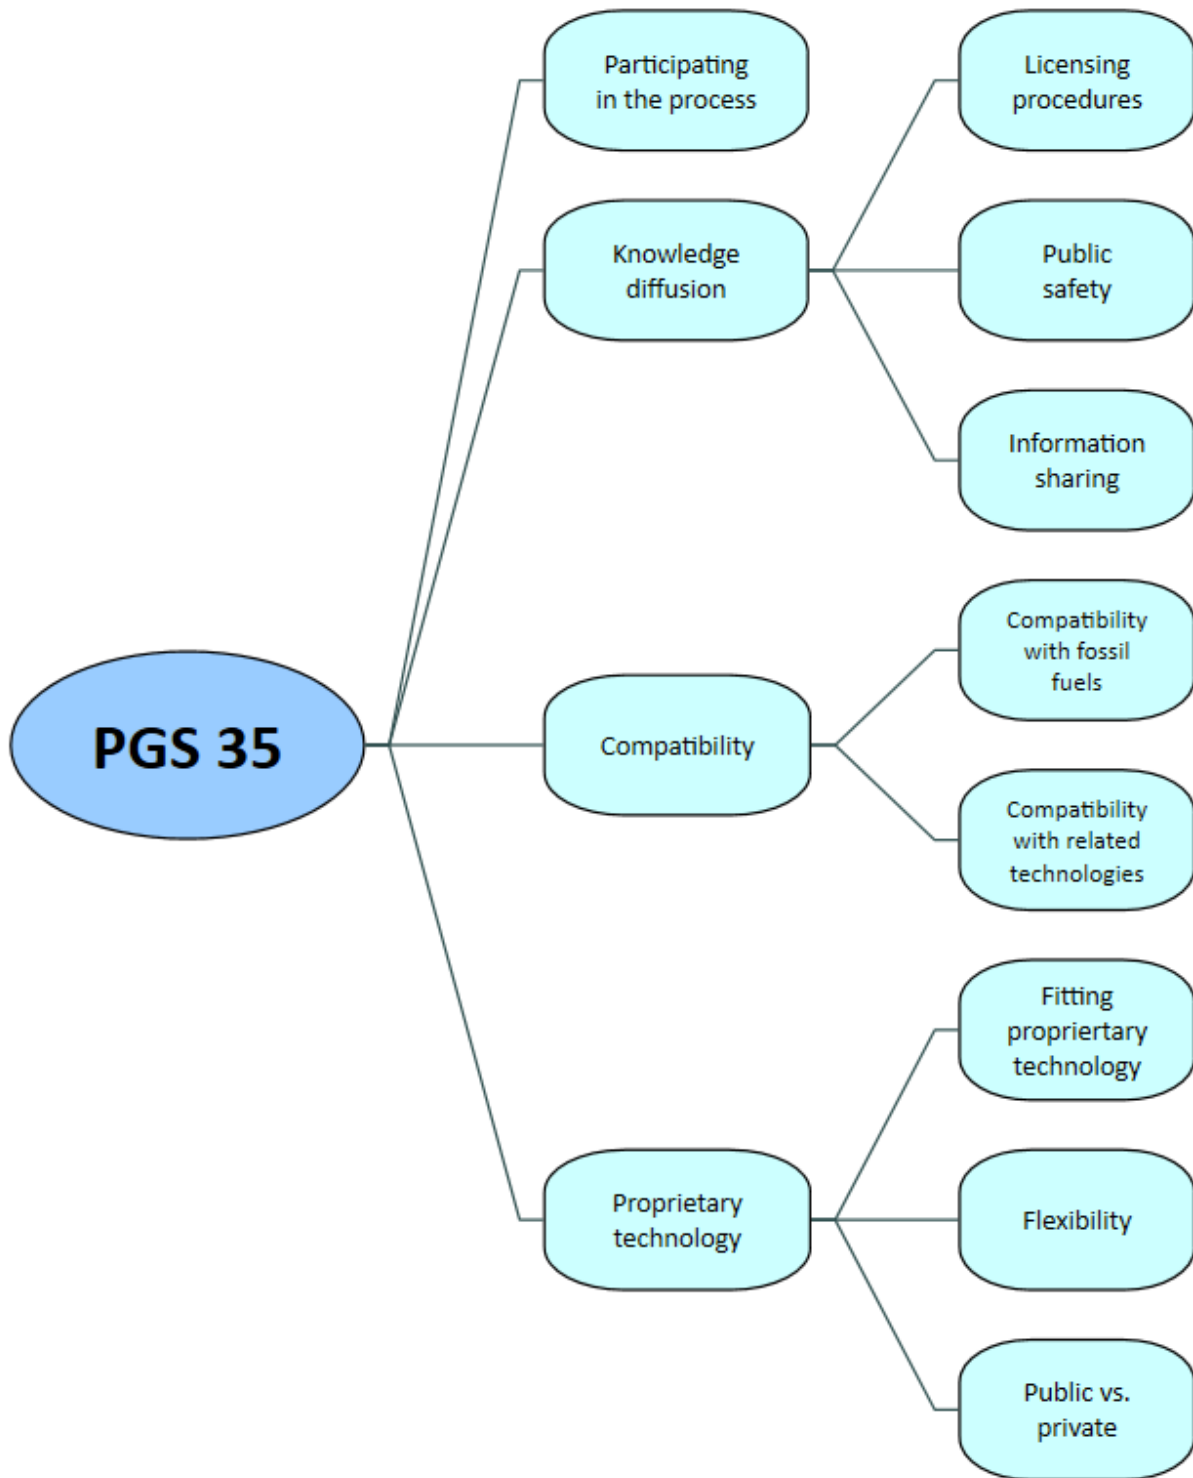 Participating
in the process
Licensing
procedures
Knowledge
diffusion
Public
safety
Information
sharing
PGS 35
Compatibility
Compatibility
with fossil
fuels
Compatibility
with related
technologies
Proprietary
technology
Fitting
propriertary
technology
Flexibility
Public vs.
private